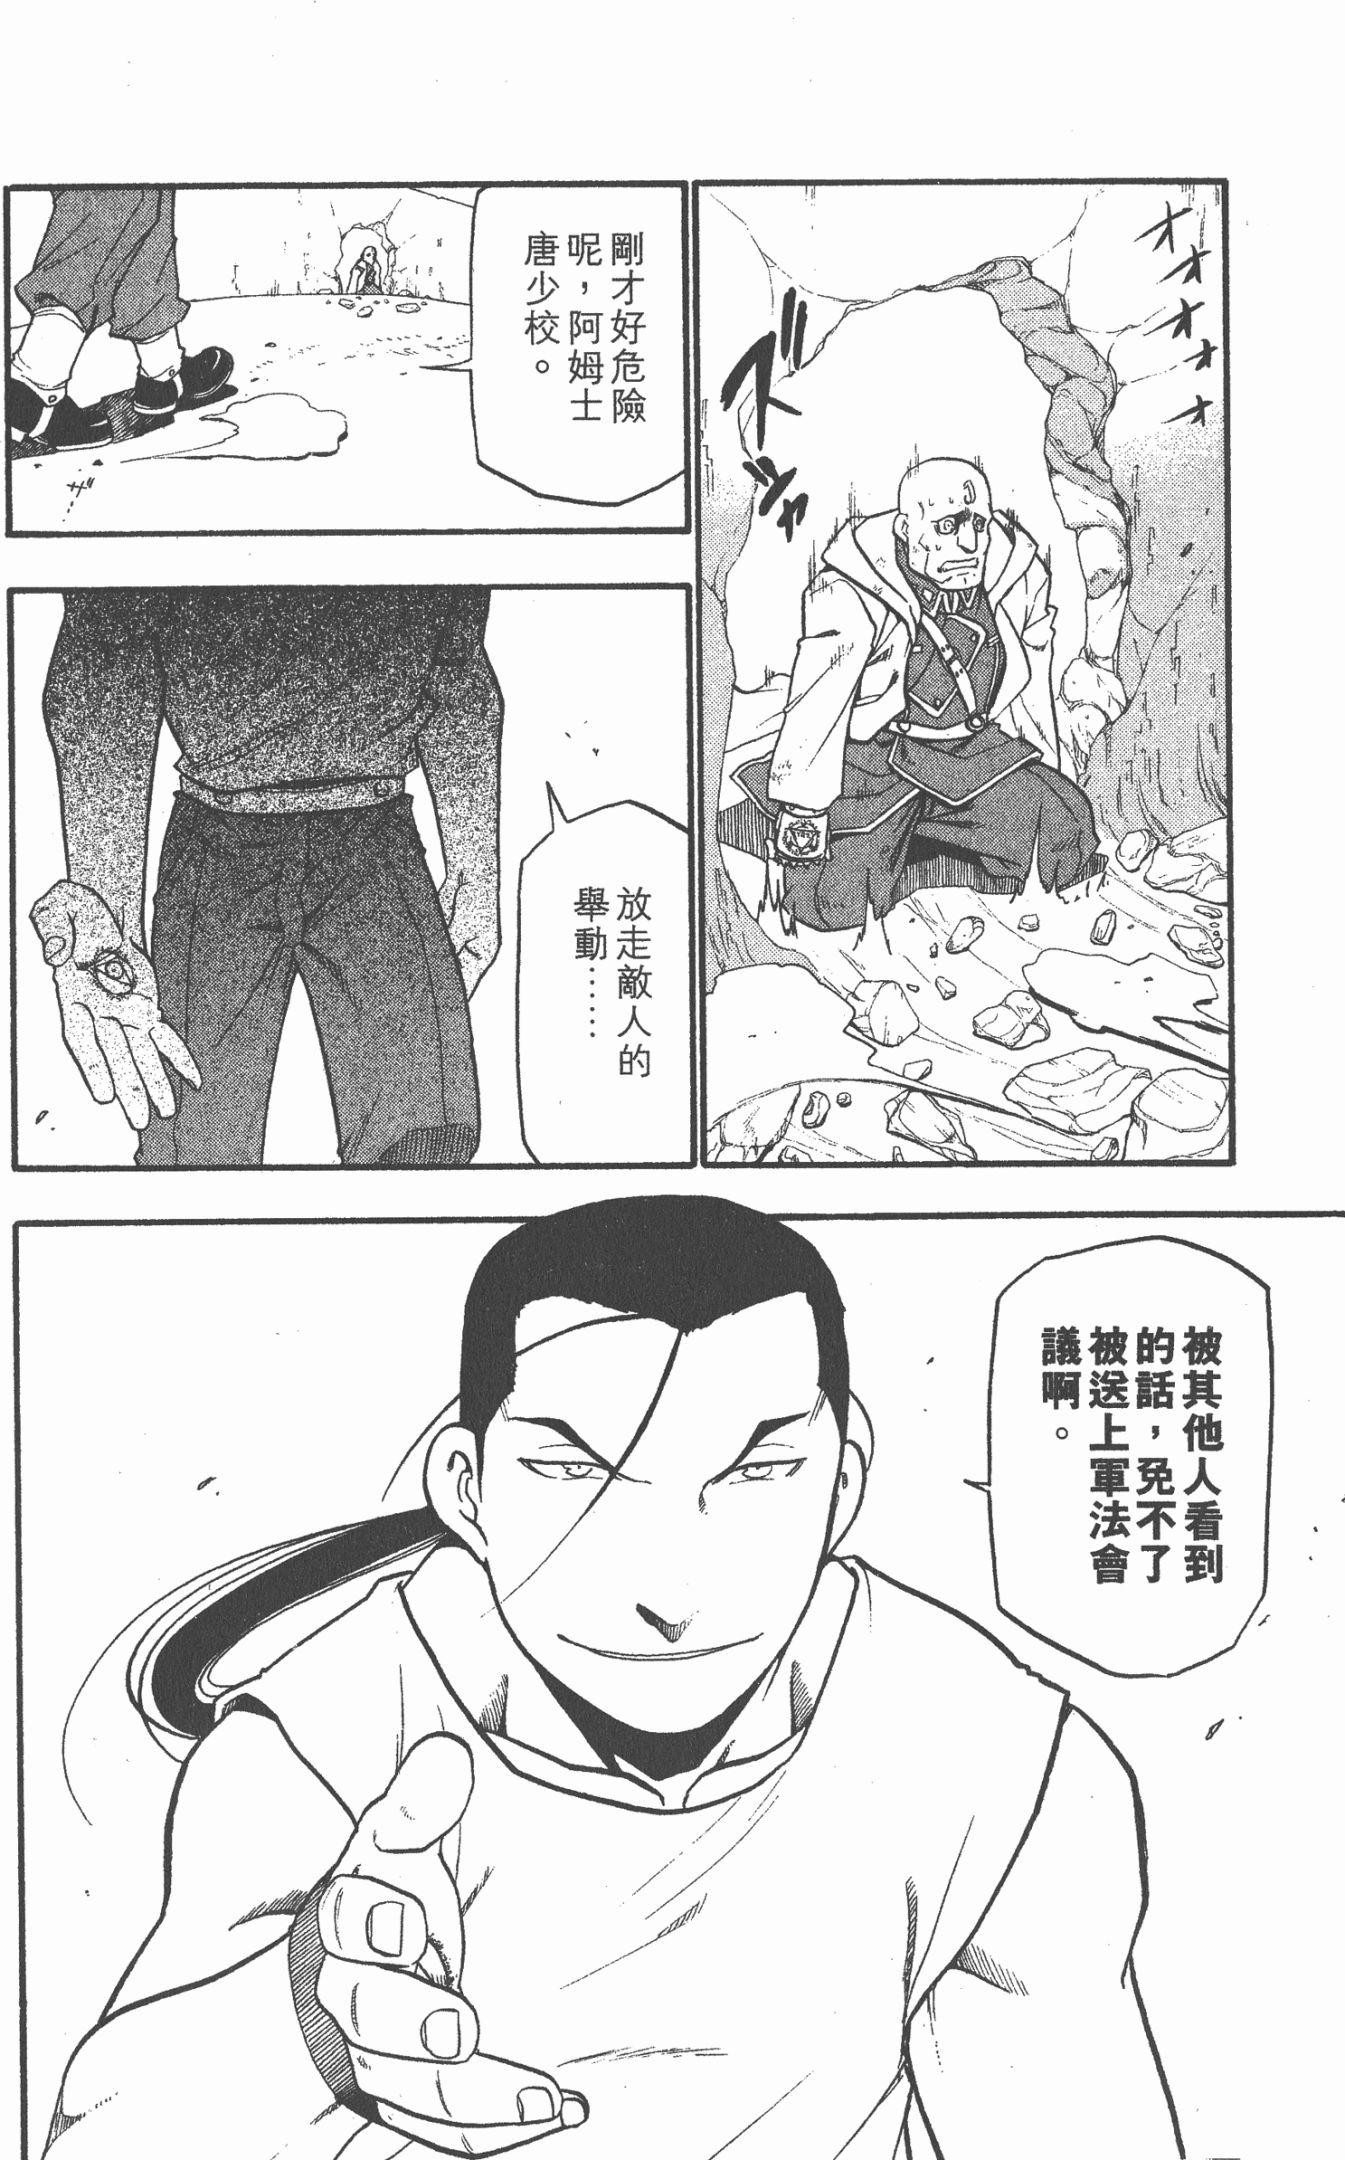 オオオオオ
ズシャ
剛才好危險
呢，阿姆士
唐少校。
ザ…
放走敵人的
舉動……
被其他人看到
的話，免不了
被送上軍法會
議啊。